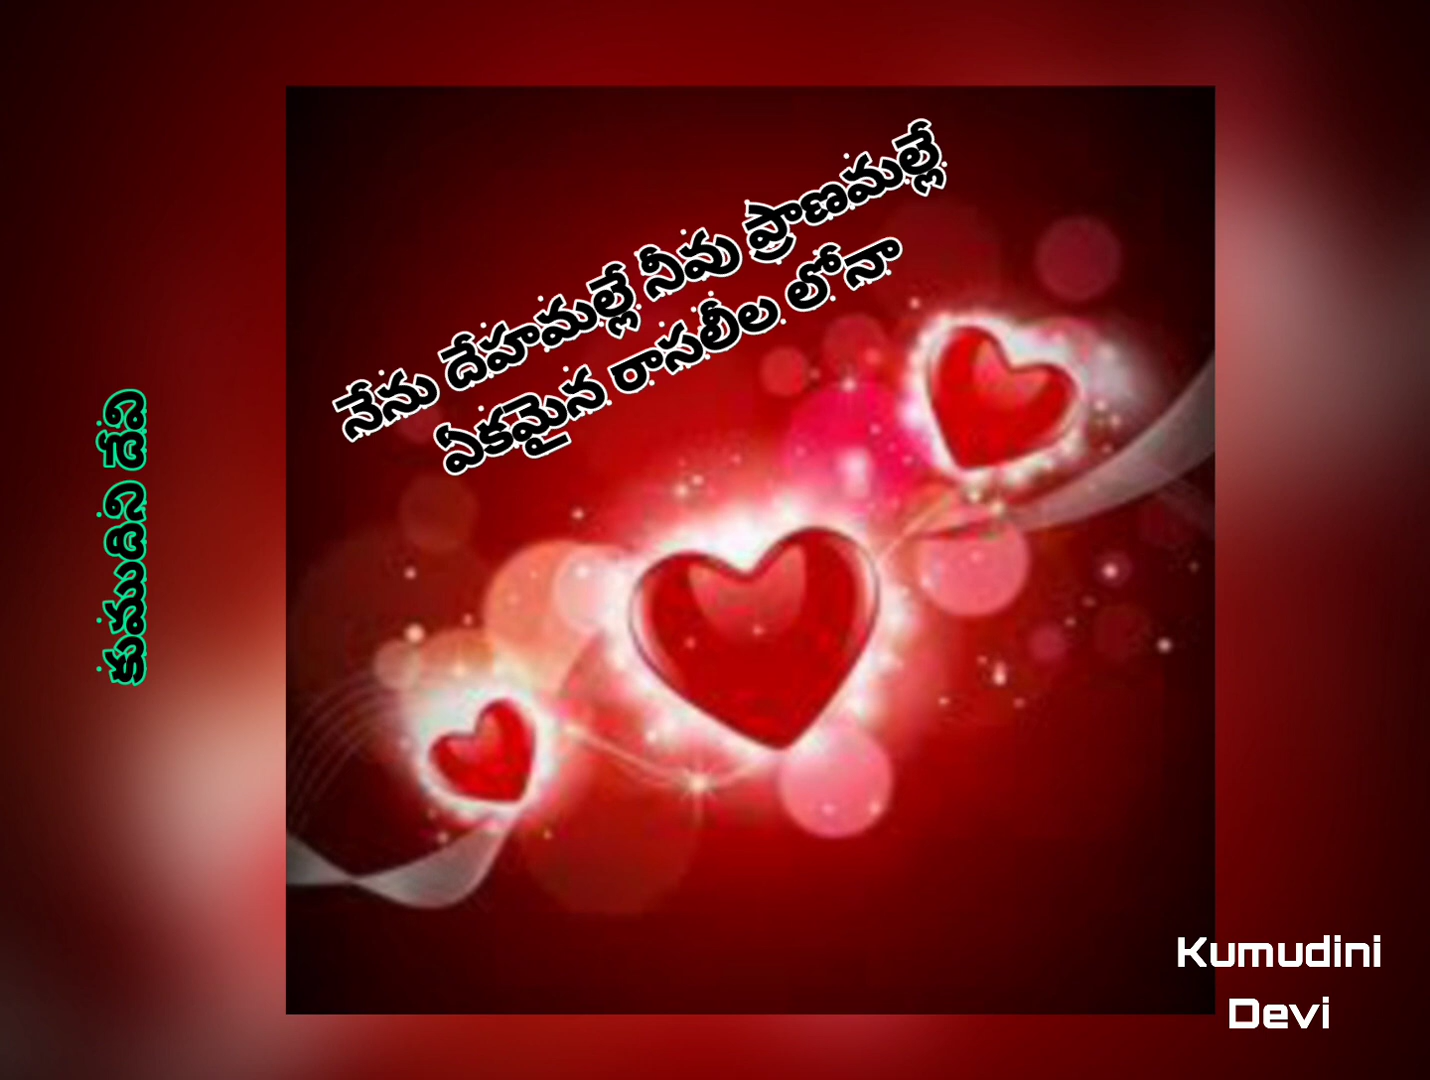 నేను దేహమల్లే నీవు ప్రాణమల్లే
ఏకమైన రాసలీల లోనా
కుముదిని దేవి
Kumudini
Devi